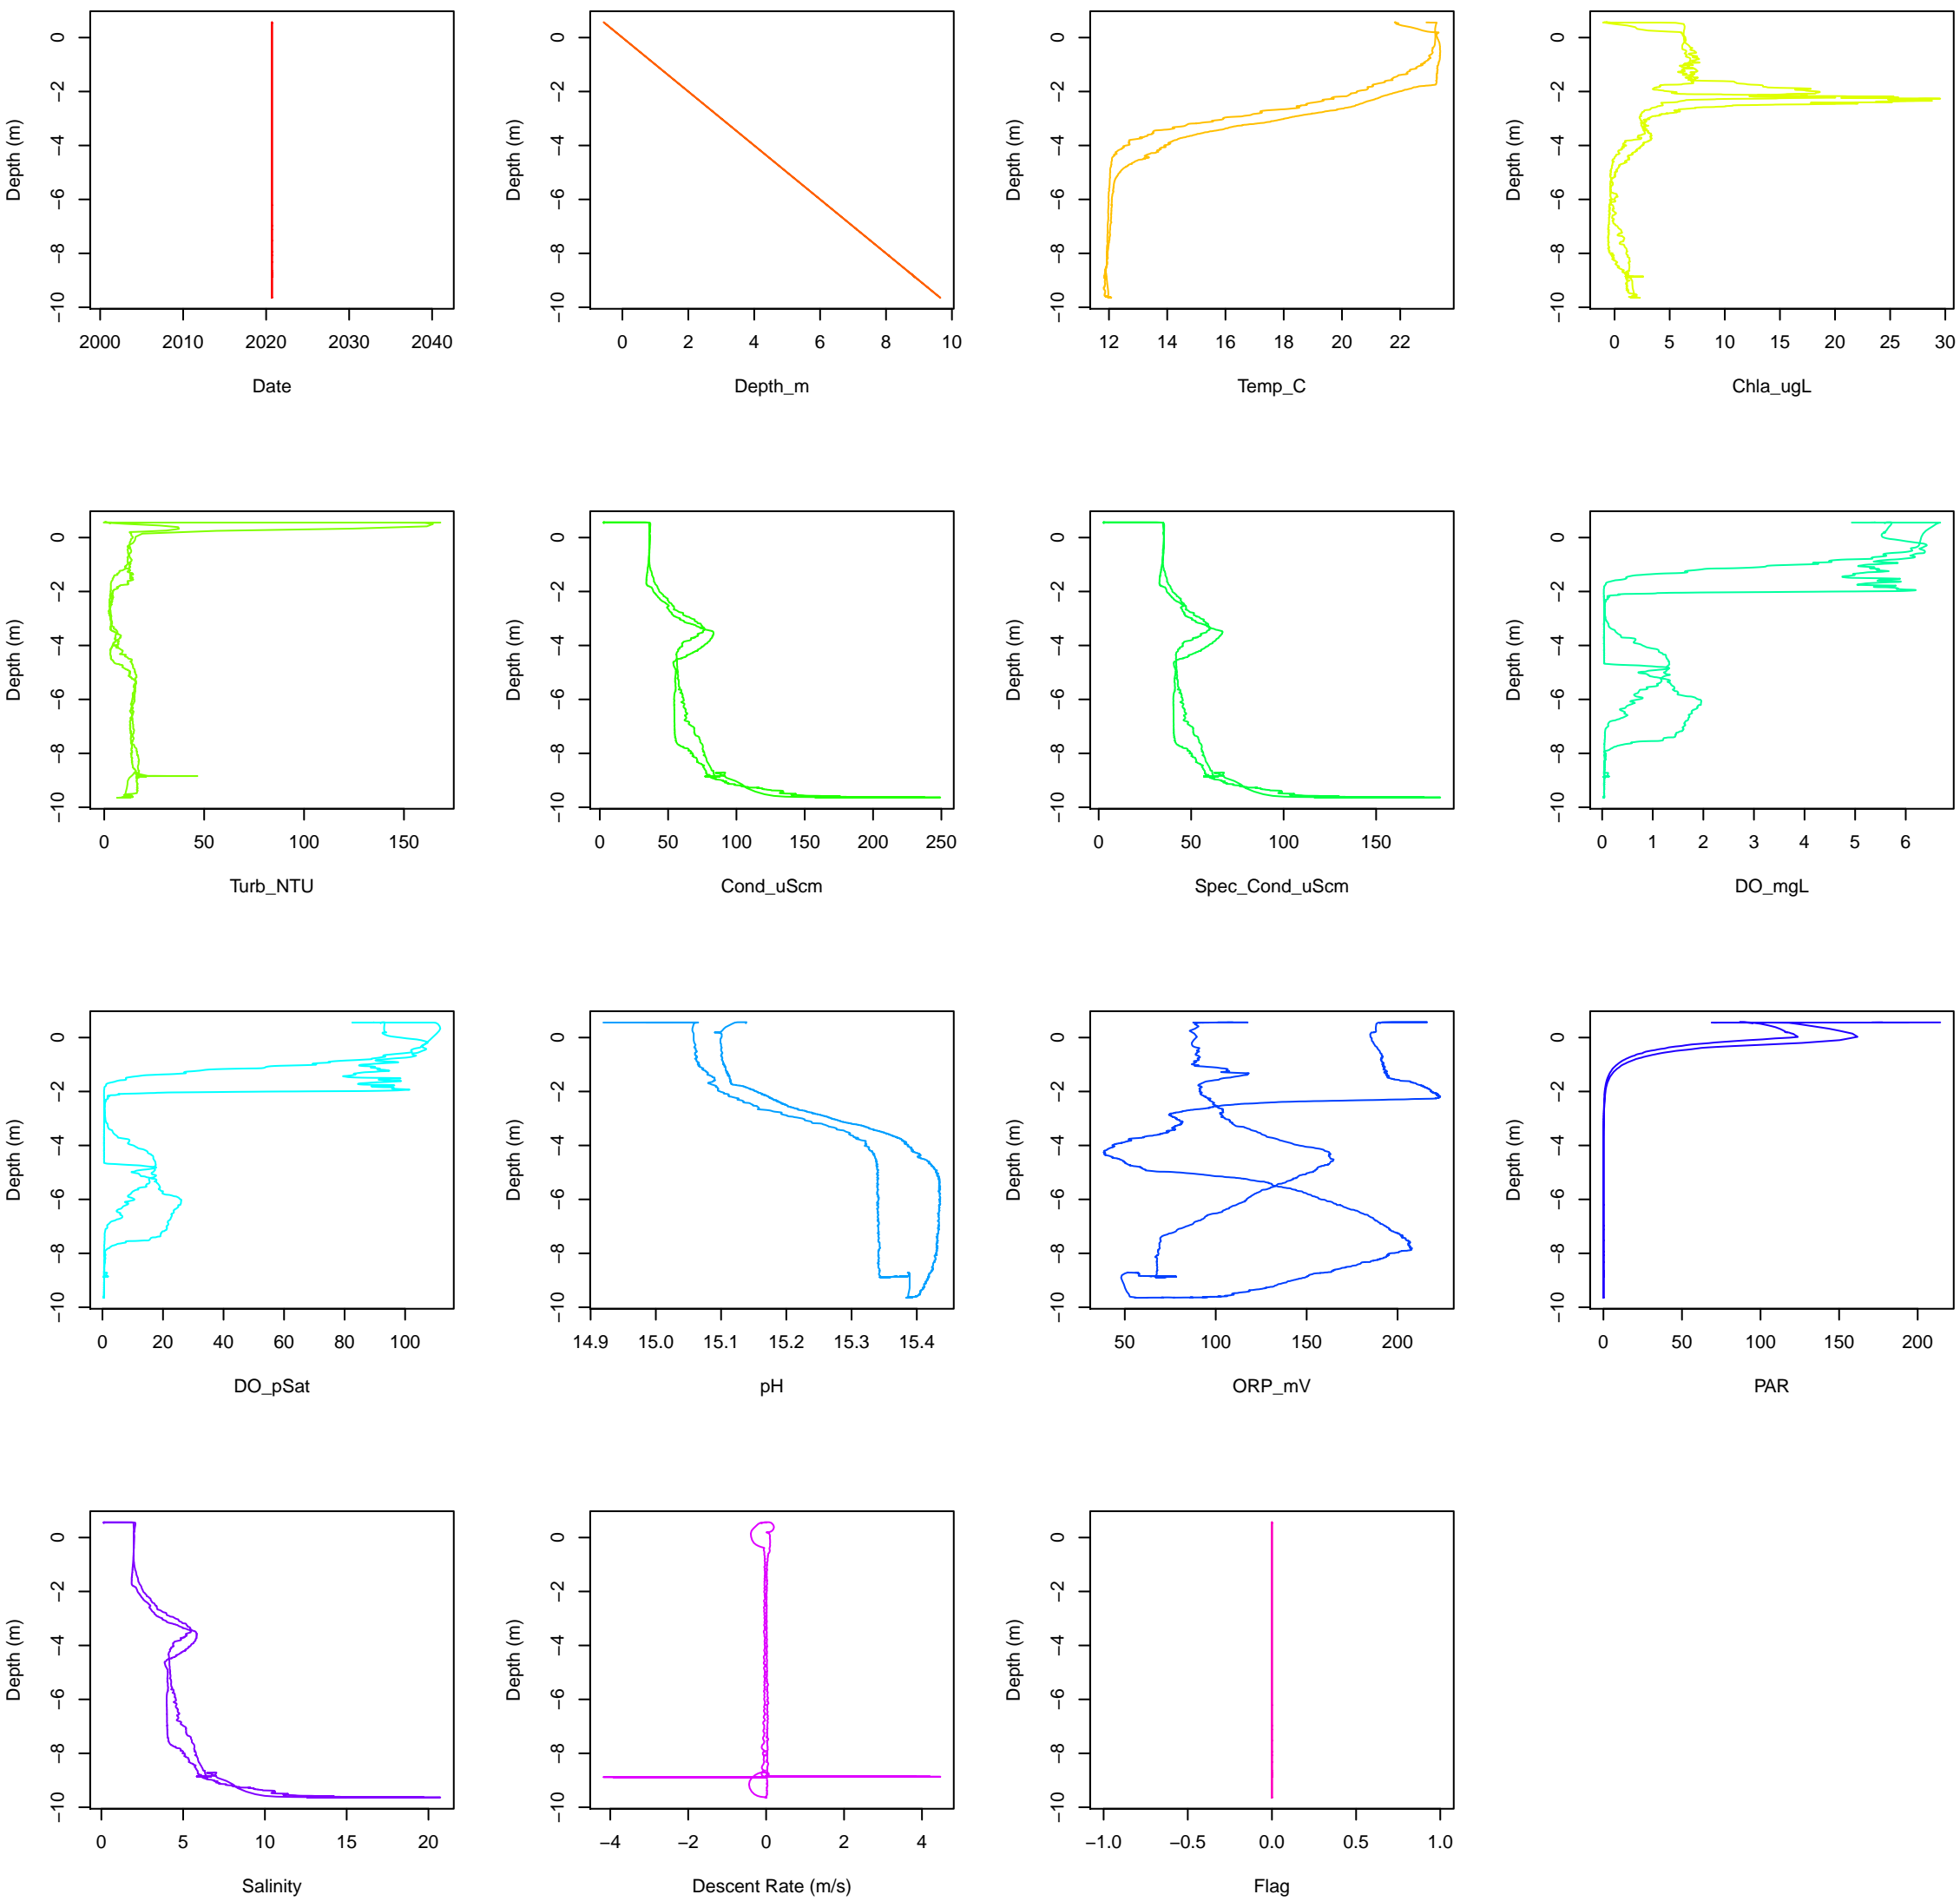 Depth (m)
0
−2
−4
−6
−8
−10
2000 2010 2020 2030 2040
Date
Depth (m)
0
−2
−4
−6
−8
−10
0 2 4 6 8 10
Depth_m
Depth (m)
0
−2
−4
−6
−8
−10
12 14 16 18 20 22
Temp_C
Depth (m)
0
−2
−4
−6
−8
−10
0 5 10 15 20 25 30
Chla_ugL
Depth (m)
0
−2
−4
−6
−8
−10
0 50 100 150
Turb_NTU
Depth (m)
0
−2
−4
−6
−8
−10
0 50 100 150 200 250
Cond_uScm
Depth (m)
0
−2
−4
−6
−8
−10
0 50 100 150
Spec_Cond_uScm
Depth (m)
0
−2
−4
−6
−8
−10
0 1 2 3 4 5 6
DO_mgL
Depth (m)
0
−2
−4
−6
−8
−10
0 20 40 60 80 100
DO_pSat
Depth (m)
0
−2
−4
−6
−8
−10
14.9 15.0 15.1 15.2 15.3 15.4
pH
Depth (m)
0
−2
−4
−6
−8
−10
50 100 150 200
ORP_mV
Depth (m)
0
−2
−4
−6
−8
−10
0 50 100 150 200
PAR
Depth (m)
0
−2
−4
−6
−8
−10
0 5 10 15 20
Salinity
Depth (m)
0
−2
−4
−6
−8
−10
−4 −2 0 2 4
Descent Rate (m/s)
Depth (m)
0
−2
−4
−6
−8
−10
−1.0 −0.5 0.0 0.5 1.0
Flag